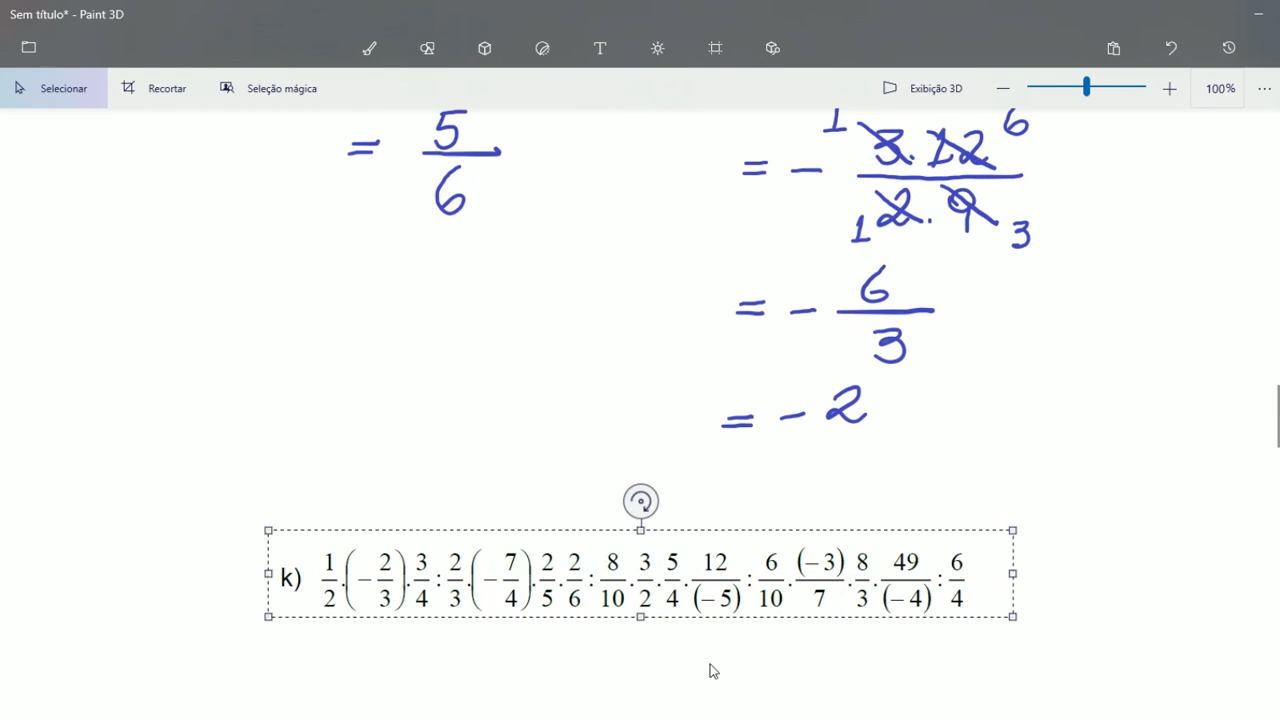 Sem título* - Paint 3D
Selecionar Recortar Seleção mágica Exibição 3D 100%
= 5/6
= - 3.12/2.9 1 6 1 3
= - 6/3
= - 2
k) 1/2.(-2/3).3/4:2/3.(-7/4).2/5.2/6:8/10.3/2.5/4.12/(-5):6/10.(-3)/7.8/3.49/(-4):6/4